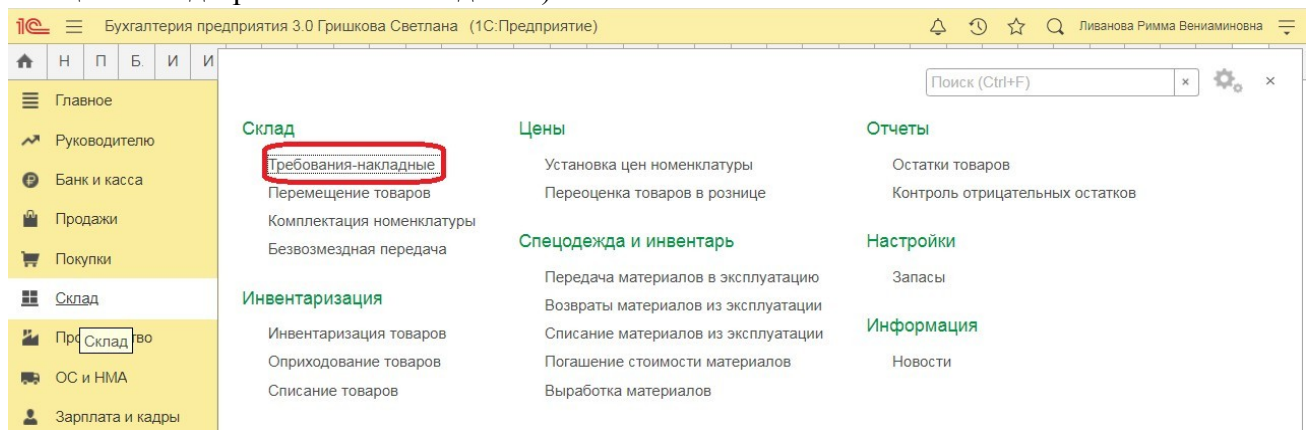 Бухгалтерия предприятия 3.0 Гришкова Светлана (1С:Предприятие)
Ливанова Римма Вениаминовна
Н П Б. И И
Поиск (Ctrl+F)
Главное
Руководителю
Банк и касса
Продажи
Покупки
Склад
Склад
ОС и НМА
Зарплата и кадры
Склад
Требования-накладные
Перемещение товаров
Комплектация номенклатуры
Безвозмездная передача
Инвентаризация
Инвентаризация товаров
Оприходование товаров
Списание товаров
Цены
Установка цен номенклатуры
Переоценка товаров в рознице
Спецодежда и инвентарь
Передача материалов в эксплуатацию
Возвраты материалов из эксплуатации
Списание материалов из эксплуатации
Погашение стоимости материалов
Выработка материалов
Отчеты
Остатки товаров
Контроль отрицательных остатков
Настройки
Запасы
Информация
Новости